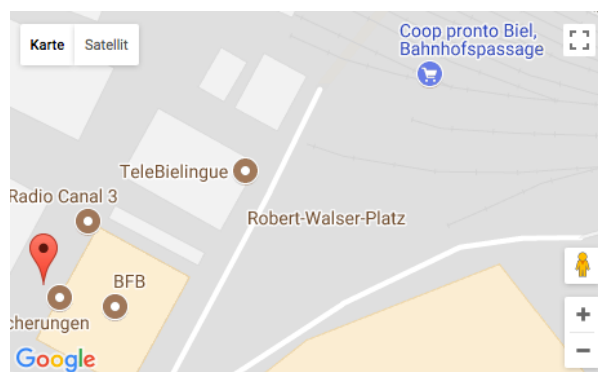 Karte
Satellit
Coop pronto Biel,
Bahnhofspassage
TeleBielingue
Radio Canal 3
Robert-Walser-Platz
BFB
cherungen
Google